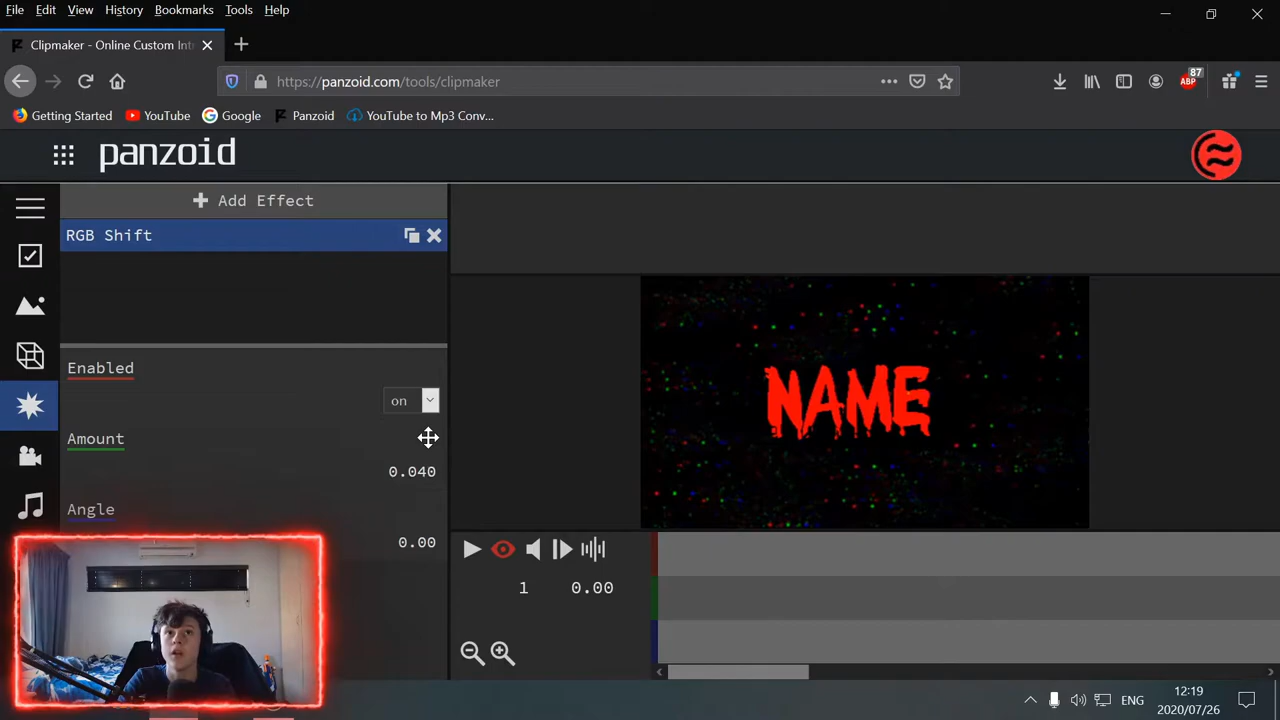 File Edit View History Bookmarks Tools Help
Clipmaker - Online Custom Int
https://panzoid.com/tools/clipmaker
87
ABP
Getting Started YouTube Google Panzoid YouTube to Mp3 Conv...
panzoid
+ Add Effect
RGB Shift
Enabled
on
Amount
0.040
Angle
0.00
NAME
1 0.00
ENG
12:19
2020/07/26